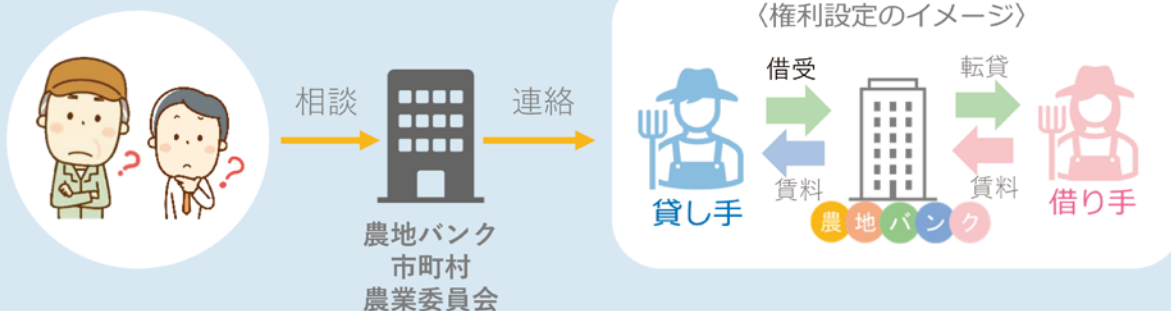 相談
農地バンク
市町村
農業委員会
連絡
〈権利設定のイメージ〉
借受
転貸
賃料
賃料
貸し手
農地バンク
借り手